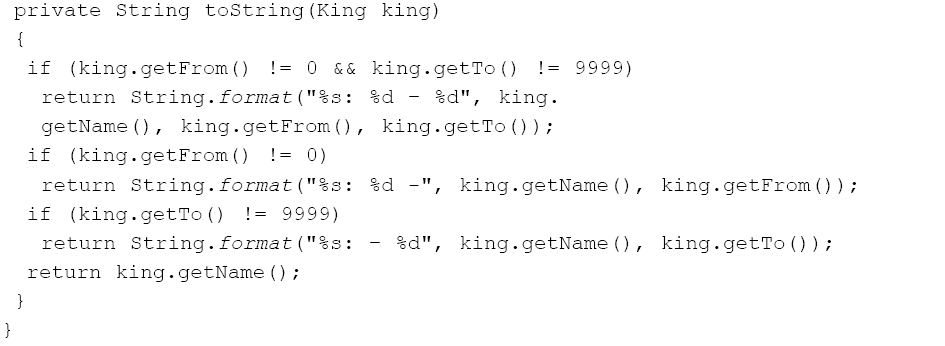 private String toString(King king)
{
if (king.getFrom() != 0 && king.getTo() != 9999)
return String.format("%s: %d - %d", king.
getName(), king.getFrom(), king.getTo());
if (king.getFrom() != 0)
return String.format("%s: %d -", king.getName(), king.getFrom());
if (king.getTo() != 9999)
return String.format("%s: - %d", king.getName(), king.getTo());
return king.getName();
}
}